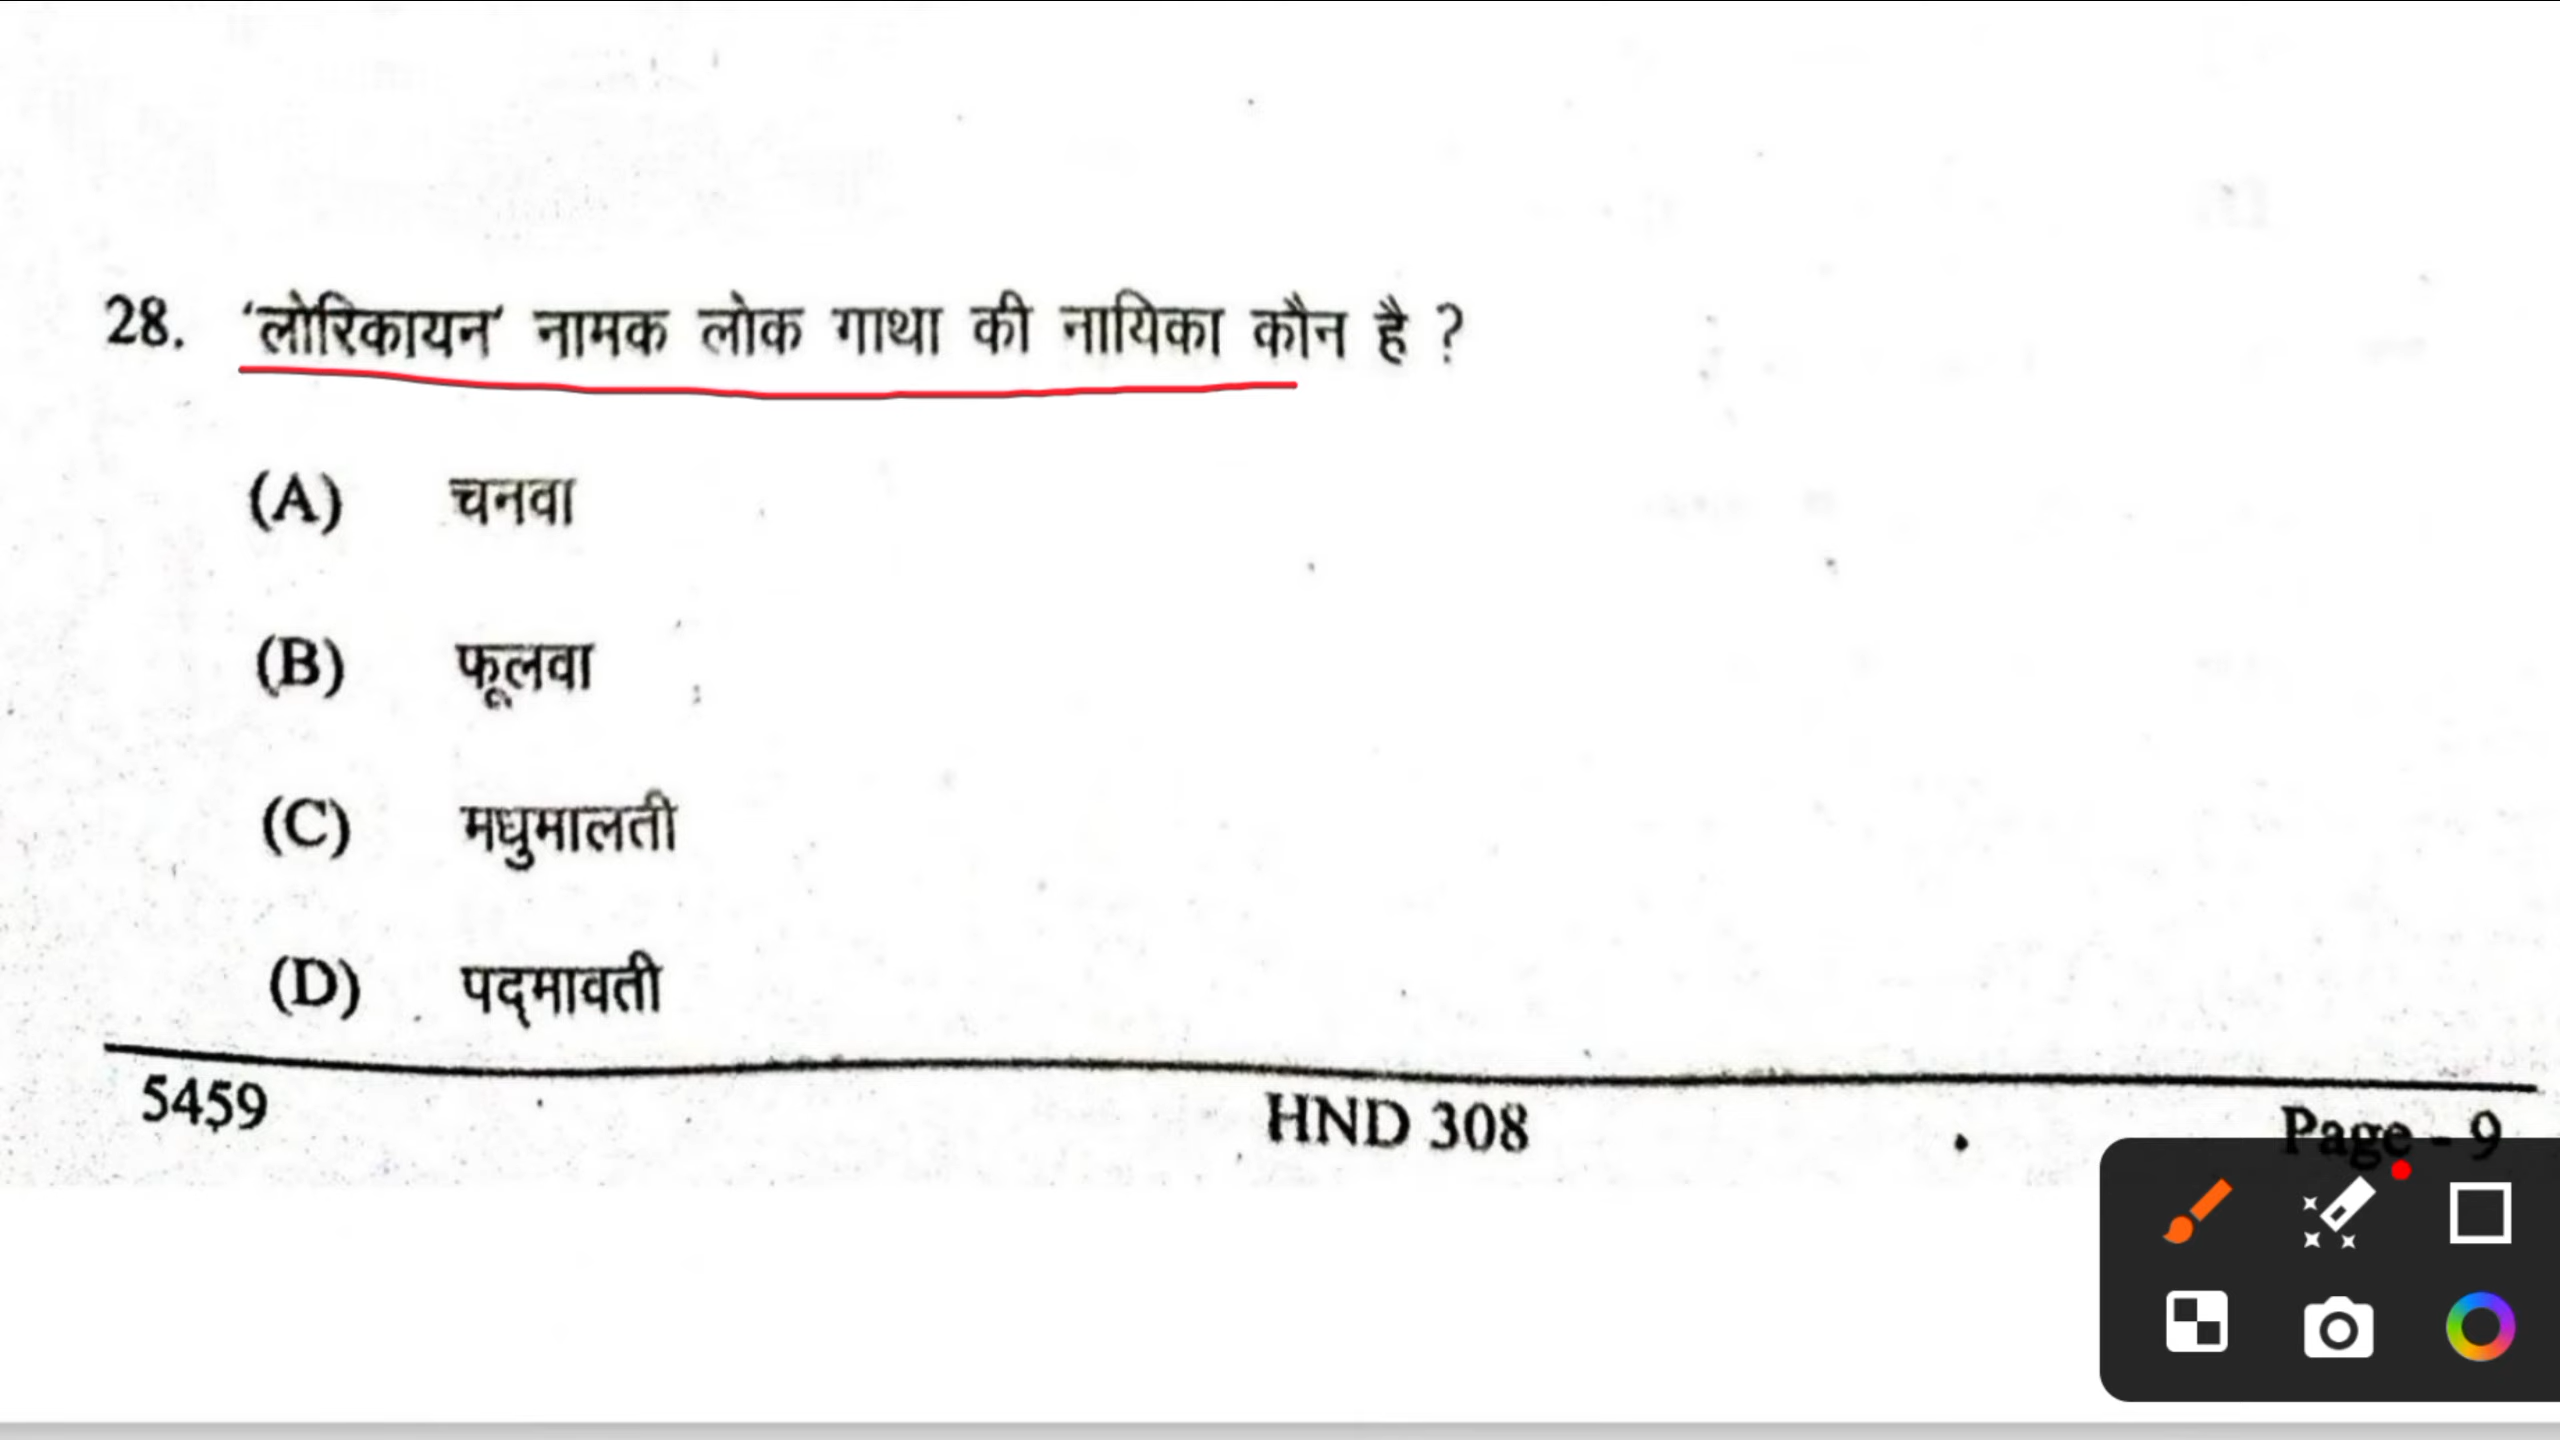 28. 'लोरिकायन' नामक लोक गाथा की नायिका कौन है ?
(A) चनवा
(B) फूलवा
(C) मधुमालती
(D) पद्मावती
5459 HND 308 Page - 9